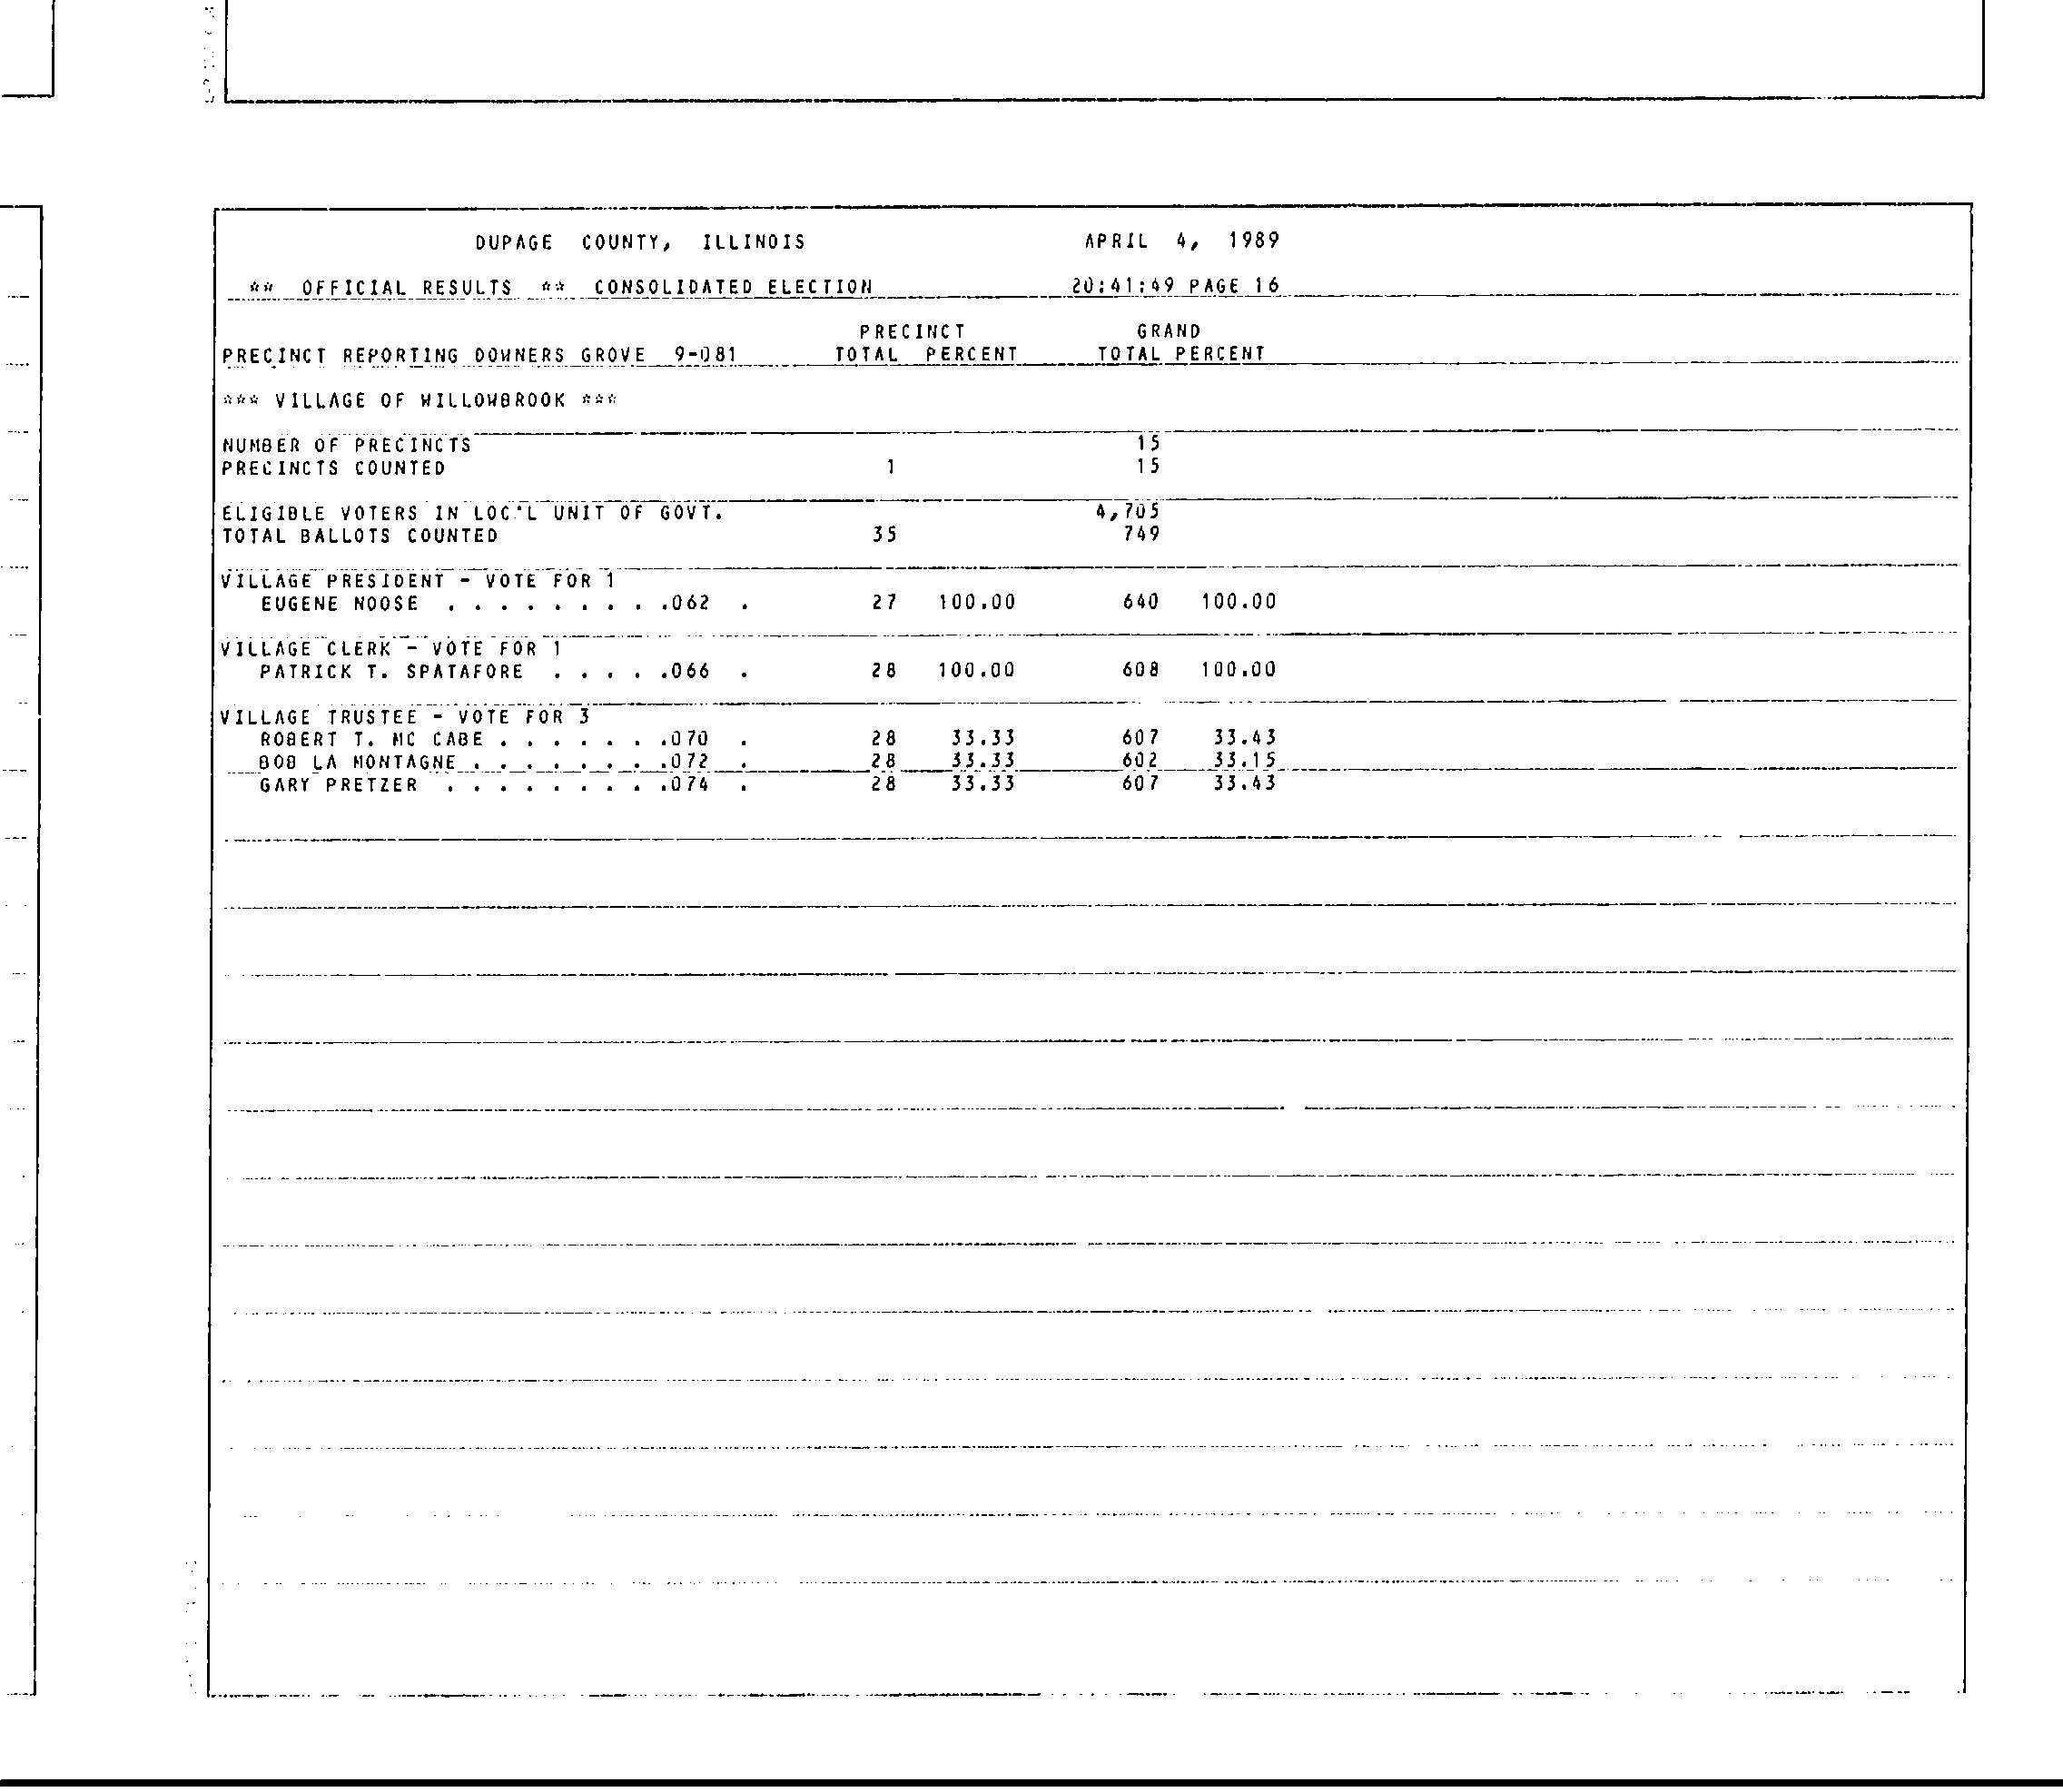 DUPAGE COUNTY, ILLINOIS APRIL 4, 1989
** OFFICIAL RESULTS ** CONSOLIDATED ELECTION 20:41:49 PAGE 16
PRECINCT GRAND
PRECINCT REPORTING DOWNERS GROVE 9-081 TOTAL PERCENT TOTAL PERCENT
*** VILLAGE OF WILLOWBROOK ***
NUMBER OF PRECINCTS 15
PRECINCTS COUNTED 1 15
ELIGIBLE VOTERS IN LOC'L UNIT OF GOVT. 4,705
TOTAL BALLOTS COUNTED 35 749
VILLAGE PRESIDENT - VOTE FOR 1
EUGENE NOOSE . . . . . . . . .062 . 27 100.00 640 100.00
VILLAGE CLERK - VOTE FOR 1
PATRICK T. SPATAFORE . . . . .066 . 28 100.00 608 100.00
VILLAGE TRUSTEE - VOTE FOR 3
ROBERT T. MC CABE . . . . . . .070 . 28 33.33 607 33.43
BOB LA MONTAGNE . . . . . . . .072 . 28 33.33 602 33.15
GARY PRETZER . . . . . . . . .074 . 28 33.33 607 33.43